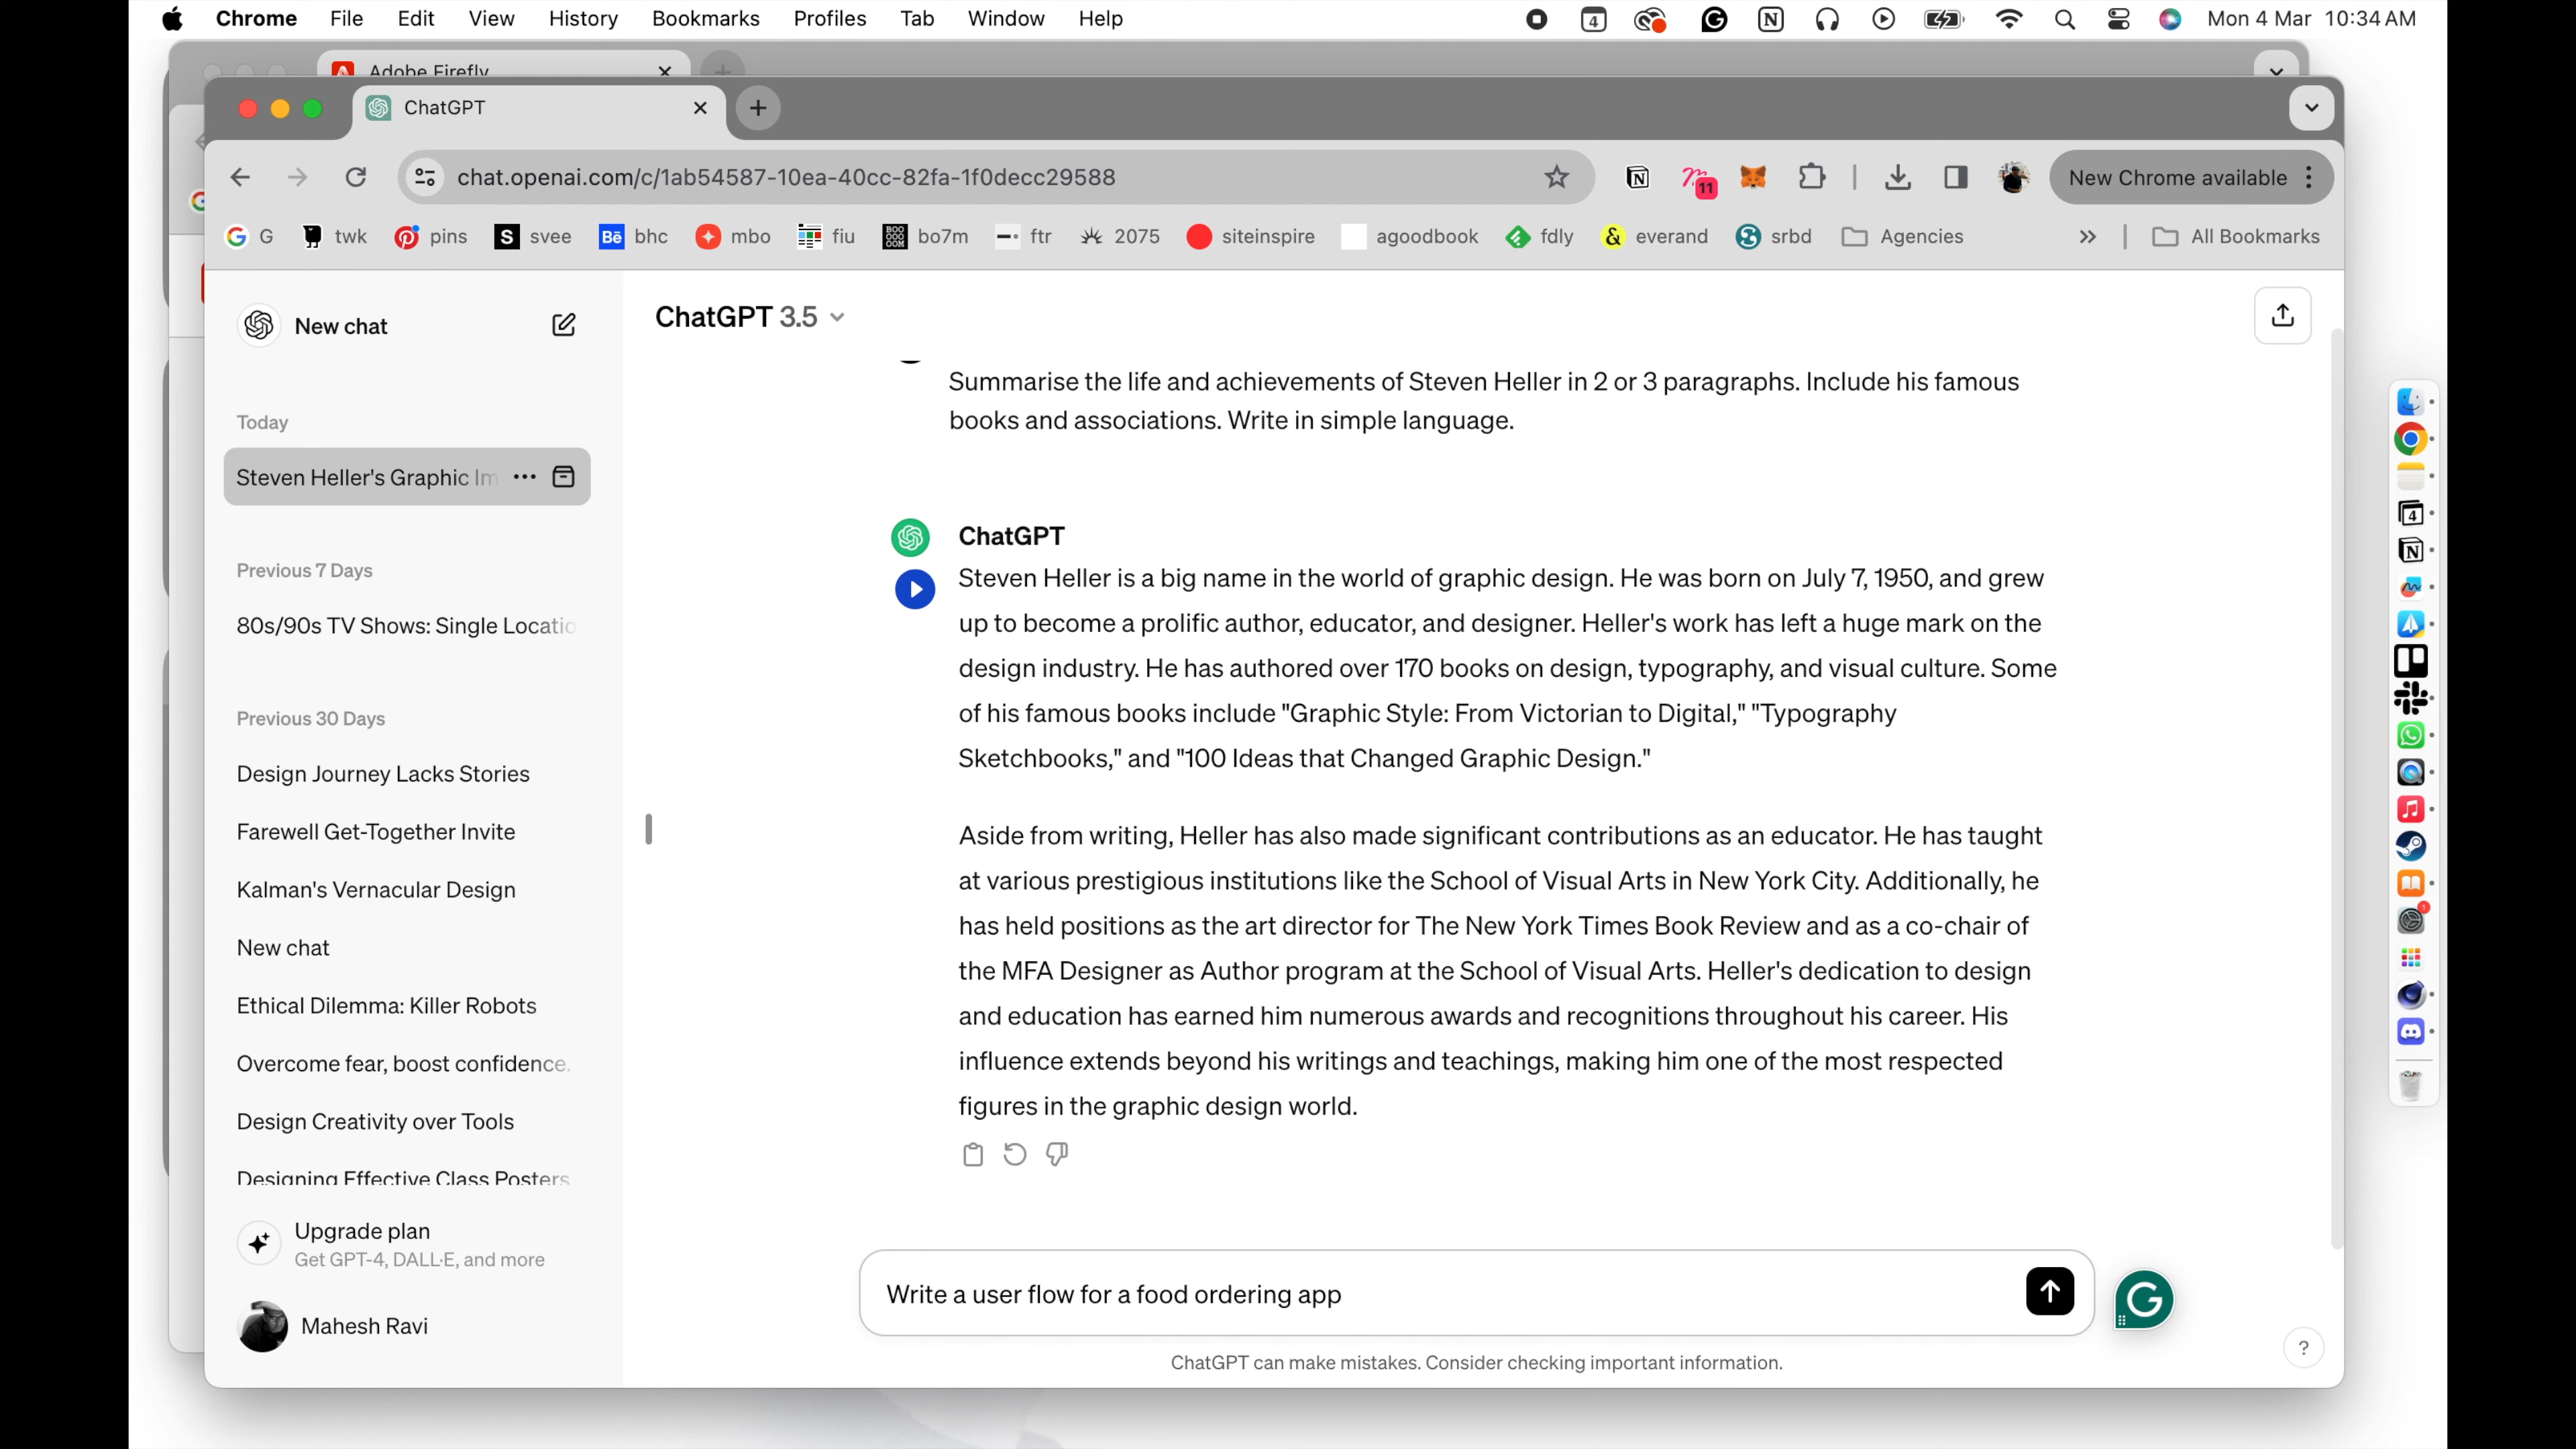 Chrome File Edit View History Bookmarks Profiles Tab Window Help
4
Mon 4 Mar 10:34 AM
Adobe Firefly
ChatGPT
chat.openai.com/c/1ab54587-10ea-40cc-82fa-1f0decc29588
11
New Chrome available
G twk pins svee bhc mbo fiu bo7m ftr 2075 siteinspire agoodbook fdly everand srbd Agencies
All Bookmarks
New chat
Today
Steven Heller's Graphic Im
Previous 7 Days
80s/90s TV Shows: Single Locatio
Previous 30 Days
Design Journey Lacks Stories
Farewell Get-Together Invite
Kalman's Vernacular Design
New chat
Ethical Dilemma: Killer Robots
Overcome fear, boost confidence.
Design Creativity over Tools
Designing Effective Class Posters
Upgrade plan
Get GPT-4, DALL·E, and more
Mahesh Ravi
ChatGPT 3.5
Summarise the life and achievements of Steven Heller in 2 or 3 paragraphs. Include his famous
books and associations. Write in simple language.
ChatGPT
Steven Heller is a big name in the world of graphic design. He was born on July 7, 1950, and grew
up to become a prolific author, educator, and designer. Heller's work has left a huge mark on the
design industry. He has authored over 170 books on design, typography, and visual culture. Some
of his famous books include "Graphic Style: From Victorian to Digital," "Typography
Sketchbooks," and "100 Ideas that Changed Graphic Design."
Aside from writing, Heller has also made significant contributions as an educator. He has taught
at various prestigious institutions like the School of Visual Arts in New York City. Additionally, he
has held positions as the art director for The New York Times Book Review and as a co-chair of
the MFA Designer as Author program at the School of Visual Arts. Heller's dedication to design
and education has earned him numerous awards and recognitions throughout his career. His
influence extends beyond his writings and teachings, making him one of the most respected
figures in the graphic design world.
Write a user flow for a food ordering app
ChatGPT can make mistakes. Consider checking important information.
?
4
1